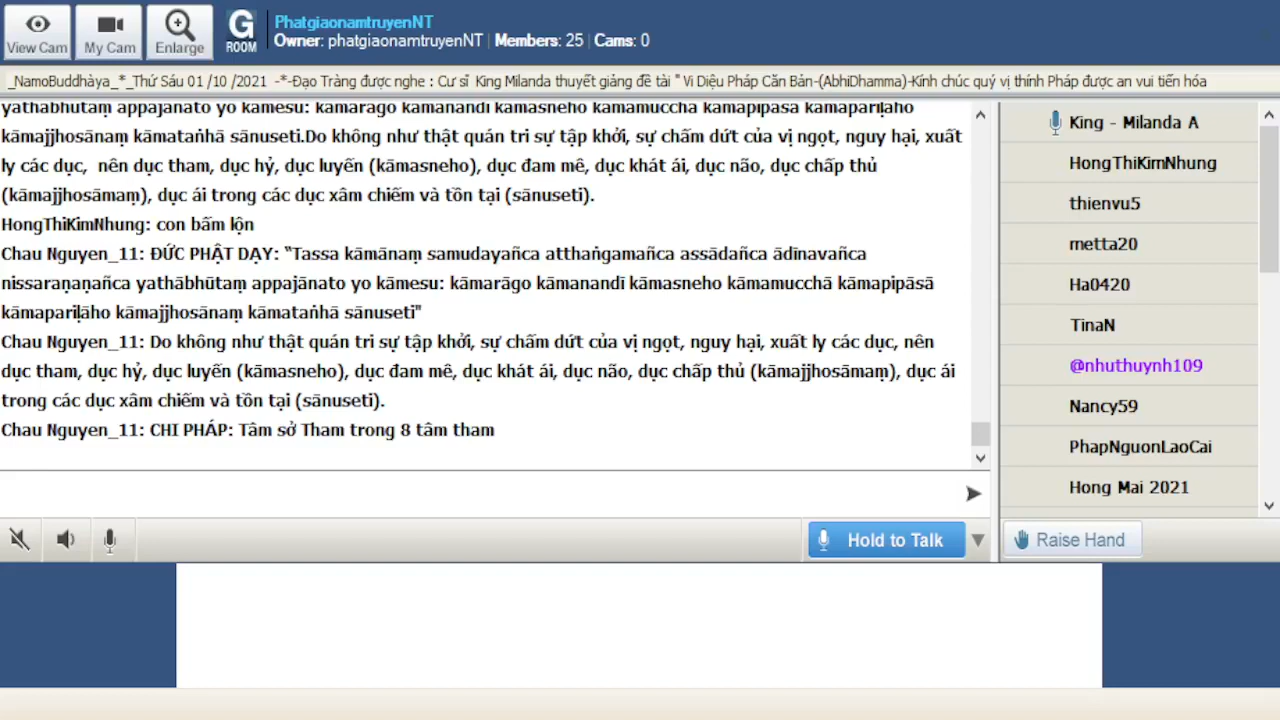 View Cam
My Cam
Enlarge
G
ROOM
PhatgiaonamtruyenNT
Owner: phatgiaonamtruyenNT | Members: 25 | Cams: 0
_NamoBuddhàya_*_Thứ Sáu 01 /10 /2021 -*-Đạo Tràng được nghe : Cư sĩ King Milanda thuyết giảng đề tài " Vi Diệu Pháp Căn Bản-(AbhiDhamma)-Kính chúc quý vị thính Pháp được an vui tiến hóa
yathābhūtaṃ appajānato yo kāmesu: kāmarāgo kāmanandī kāmasneho kāmamucchā kāmapipāsā kāmapariḷāho
kāmajjhosānaṃ kāmataṅhā sānuseti.Do không như thật quán tri sự tập khởi, sự chấm dứt của vị ngọt, nguy hại, xuất
ly các dục, nên dục tham, dục hỷ, dục luyến (kāmasneho), dục đam mê, dục khát ái, dục não, dục chấp thủ
(kāmajjhosāmaṃ), dục ái trong các dục xâm chiếm và tồn tại (sānuseti).
HongThiKimNhung: con bấm lộn
Chau Nguyen_11: ĐỨC PHẬT DẠY: “Tassa kāmānaṃ samudayañca atthaṅgamañca assādañca ādīnavañca
nissaraṇaṇañca yathābhūtaṃ appajānato yo kāmesu: kāmarāgo kāmanandī kāmasneho kāmamucchā kāmapipāsā
kāmapariḷāho kāmajjhosānaṃ kāmataṅhā sānuseti"
Chau Nguyen_11: Do không như thật quán tri sự tập khởi, sự chấm dứt của vị ngọt, nguy hại, xuất ly các dục, nên
dục tham, dục hỷ, dục luyến (kāmasneho), dục đam mê, dục khát ái, dục não, dục chấp thủ (kāmajjhosāmaṃ), dục ái
trong các dục xâm chiếm và tồn tại (sānuseti).
Chau Nguyen_11: CHI PHÁP: Tâm sở Tham trong 8 tâm tham
King - Milanda A
HongThiKimNhung
thienvu5
metta20
Ha0420
TinaN
@nhuthuynh109
Nancy59
PhapNguonLaoCai
Hong Mai 2021
Hold to Talk
Raise Hand